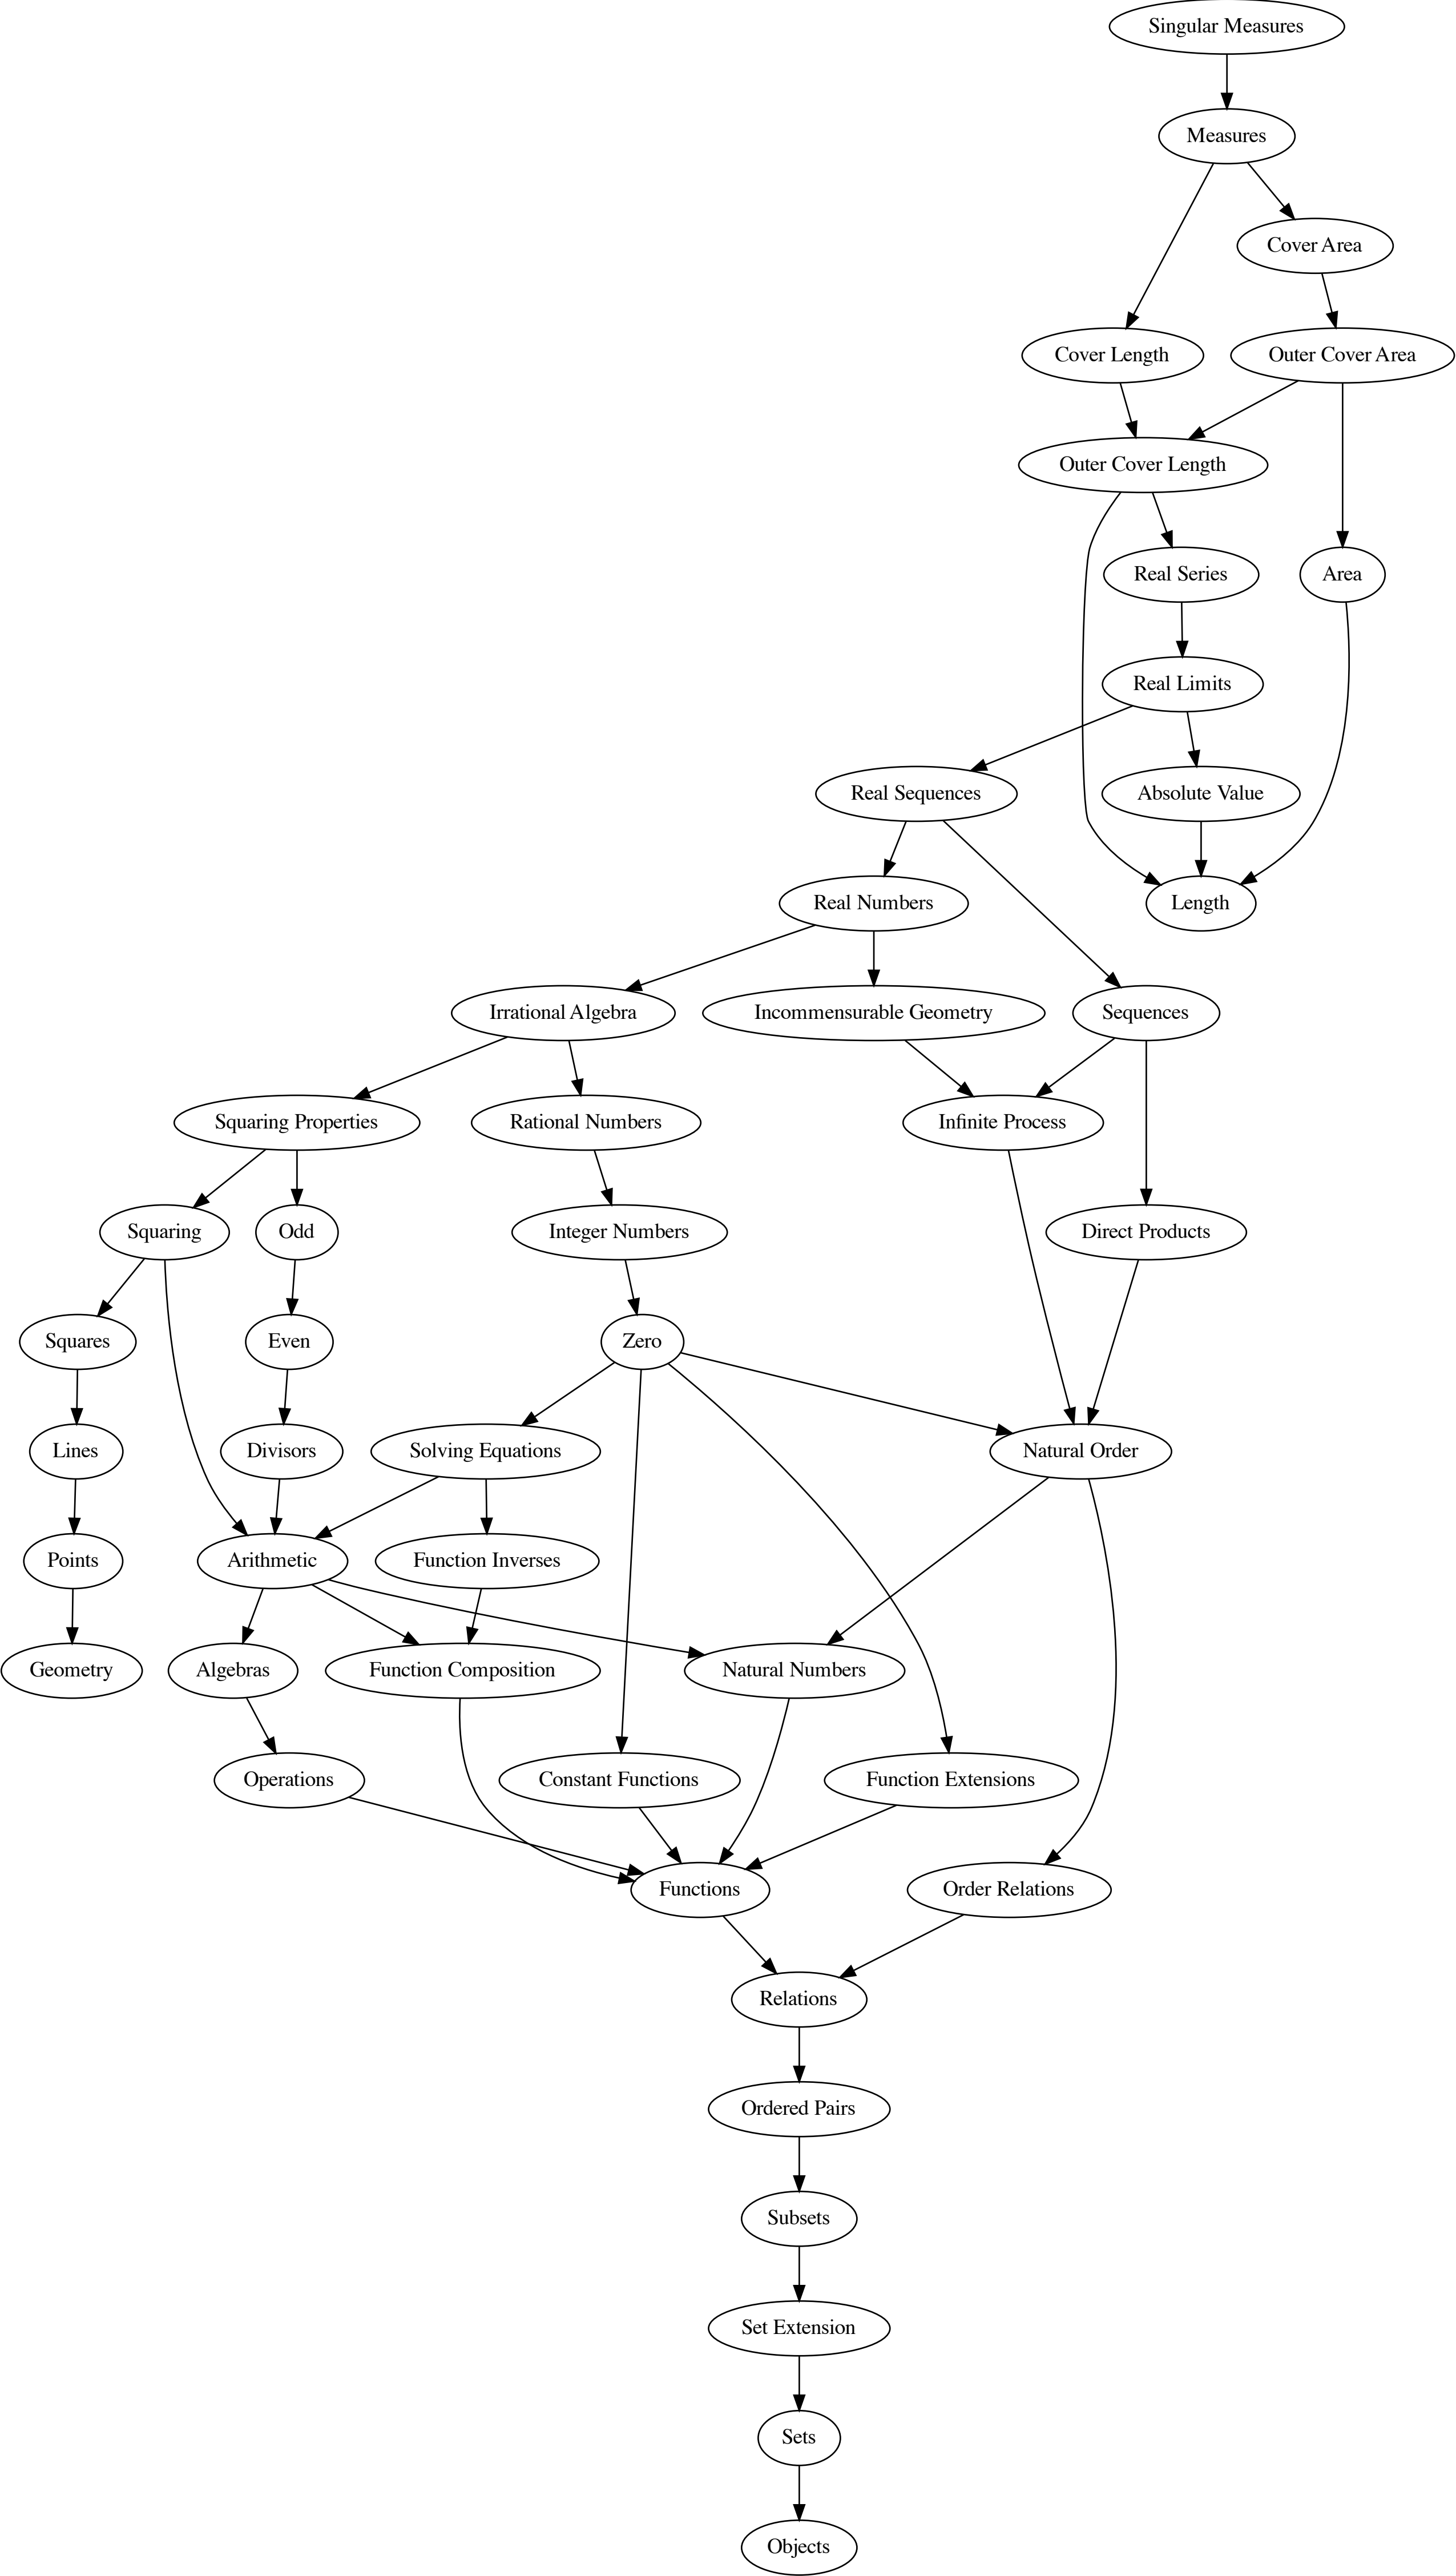 Singular Measures
Measures
Cover Area
Cover Length
Outer Cover Area
Outer Cover Length
Real Series
Area
Real Limits
Real Sequences
Absolute Value
Real Numbers
Length
Irrational Algebra
Incommensurable Geometry
Sequences
Squaring Properties
Rational Numbers
Infinite Process
Squaring
Odd
Integer Numbers
Direct Products
Squares
Even
Zero
Lines
Divisors
Solving Equations
Natural Order
Points
Arithmetic
Function Inverses
Geometry
Algebras
Function Composition
Natural Numbers
Operations
Constant Functions
Function Extensions
Functions
Order Relations
Relations
Ordered Pairs
Subsets
Set Extension
Sets
Objects